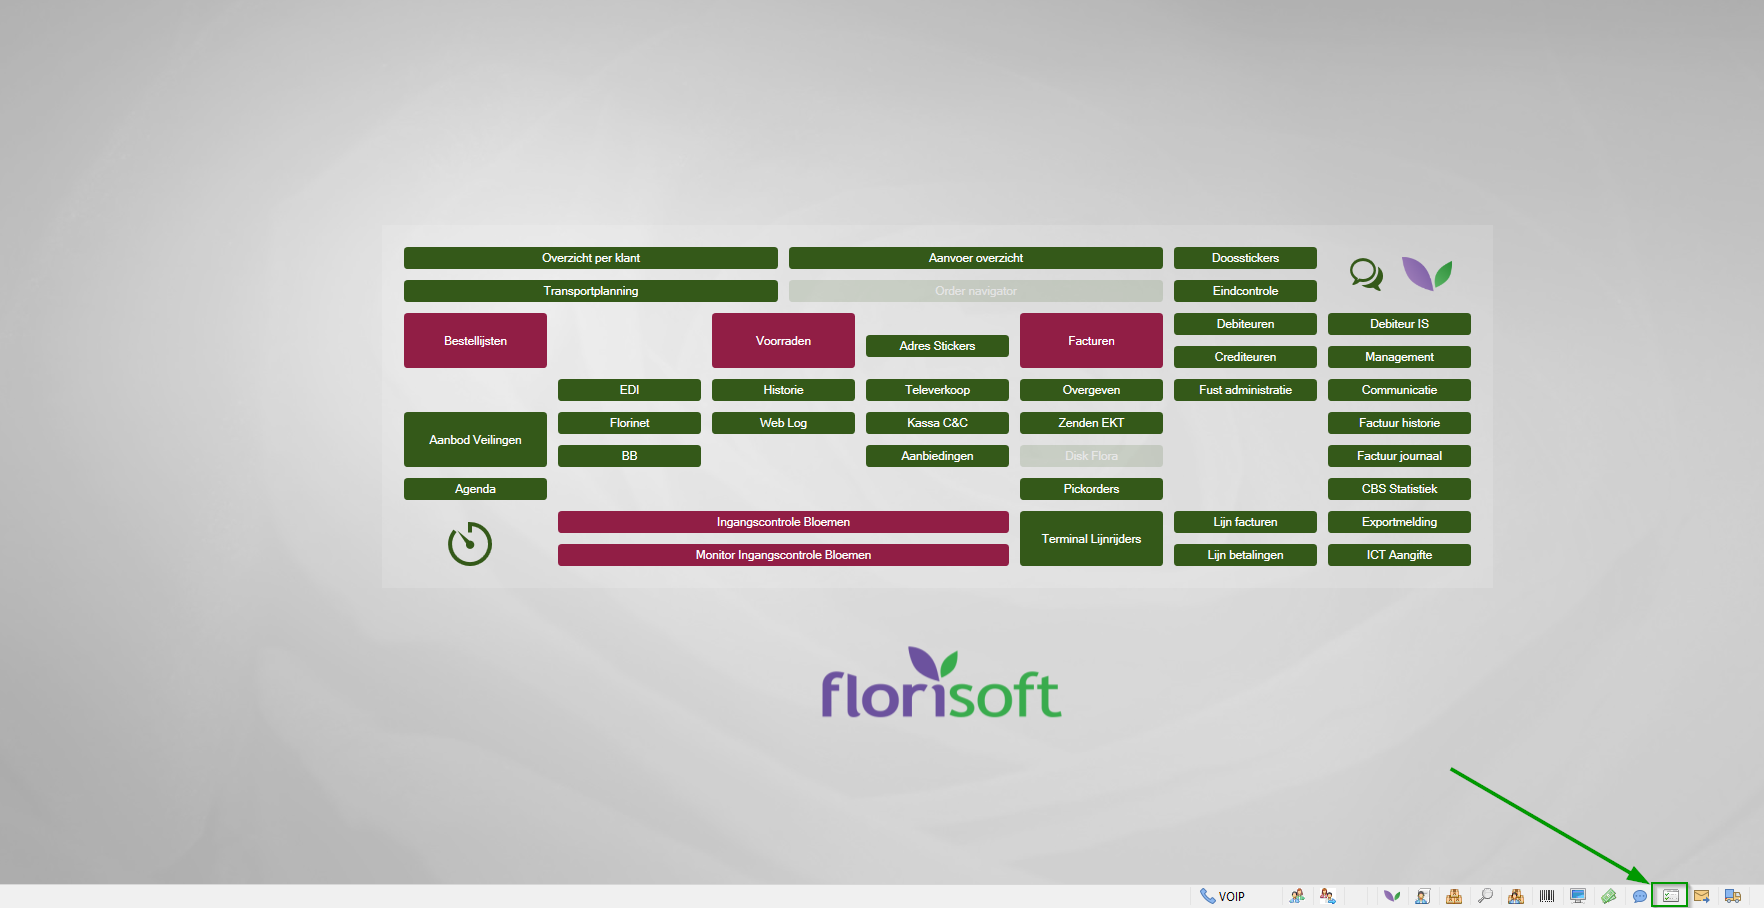 Overzicht per klant
Aanvoer overzicht
Doosstickers
Transportplanning
Order navigator
Eindcontrole
Bestellijsten
Voorraden
Adres Stickers
Facturen
Debiteuren
Debiteur IS
Crediteuren
Management
EDI
Historie
Televerkoop
Overgeven
Fust administratie
Communicatie
Aanbod Veilingen
Florinet
Web Log
Kassa C&C
Zenden EKT
Factuur historie
BB
Aanbiedingen
Disk Flora
Factuur journaal
Agenda
Pickorders
CBS Statistiek
Ingangscontrole Bloemen
Terminal Lijnrijders
Lijn facturen
Exportmelding
Monitor Ingangscontrole Bloemen
Lijn betalingen
ICT Aangifte
florisoft
VOIP